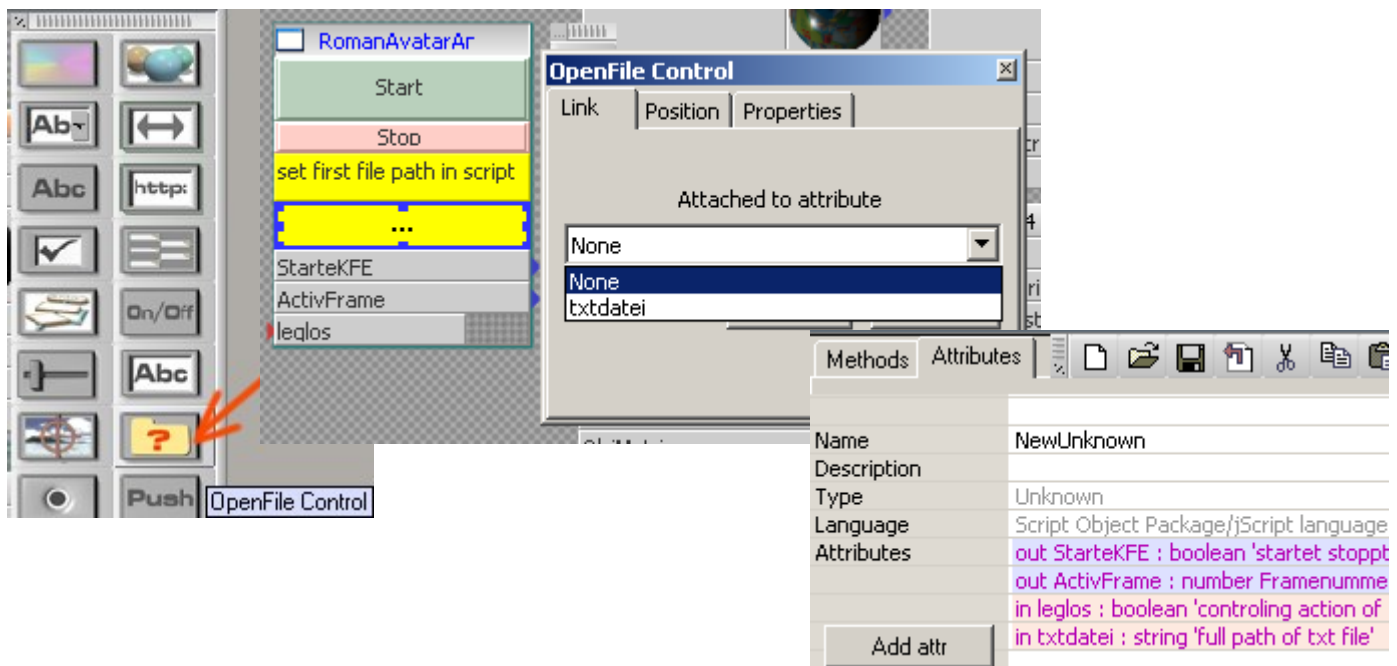 RomanAvatarAr
Start
Stop
set first file path in script
...
StarteKFE
ActivFrame
leglos
Ab
Abc
http:
On/Off
Abc
?
Push
OpenFile Control
OpenFile Control
Link
Position
Properties
Attached to attribute
None
None
txtdatei
4
Methods
Attributes
Name
NewUnknown
Description
Type
Unknown
Language
Script Object Package/jScript language
Attributes
out StarteKFE : boolean 'startet stoppt
out ActivFrame : number Framenumme
in leglos : boolean 'controling action of
in txtdatei : string 'full path of txt file'
Add attr